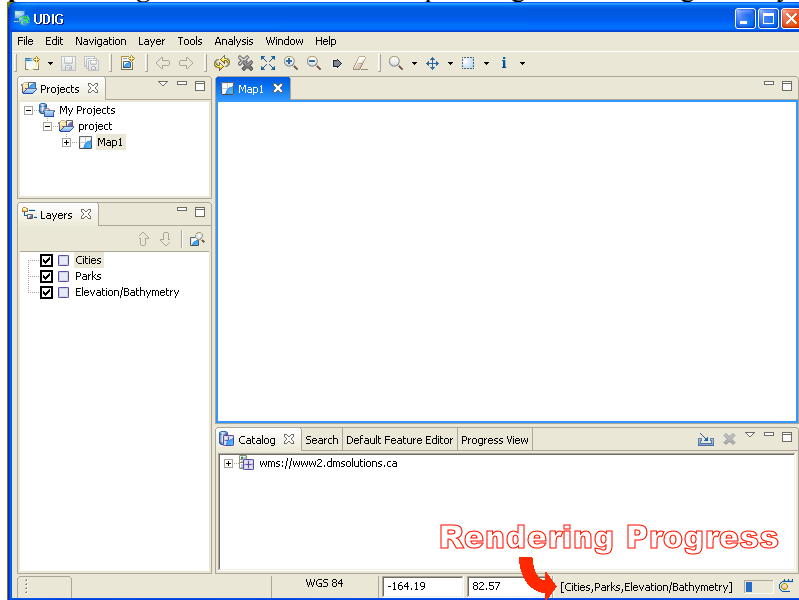 UDIG
File Edit Navigation Layer Tools Analysis Window Help
Projects
Map1
My Projects
project
Map1
Layers
Cities
Parks
Elevation/Bathymetry
Catalog Search Default Feature Editor Progress View
wms://www2.dmsolutions.ca
Rendering Progress
WGS 84 -164.19 82.57 [Cities,Parks,Elevation/Bathymetry]